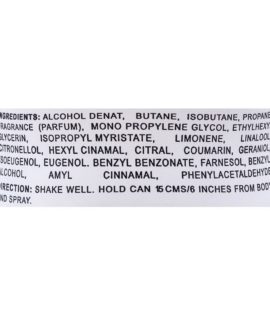 INGREDIENTS: ALCOHOL DENAT, BUTANE, ISOBUTANE, PROPANE
FRAGRANCE (PARFUM), MONO PROPYLENE GLYCOL, ETHYLHEXY
GLYCERIN, ISOPROPYL MYRISTATE, LIMONENE, LINALOOL
CITRONELLOL, HEXYL CINAMAL, CITRAL, COUMARIN, GERANIOL
ISOEUGENOL, EUGENOL. BENZYL BENZONATE, FARNESOL, BENZYL
ALCOHOL, AMYL CINNAMAL, PHENYLACETALDEHYDE
DIRECTION: SHAKE WELL. HOLD CAN 15 CMS/6 INCHES FROM BODY
AND SPRAY.